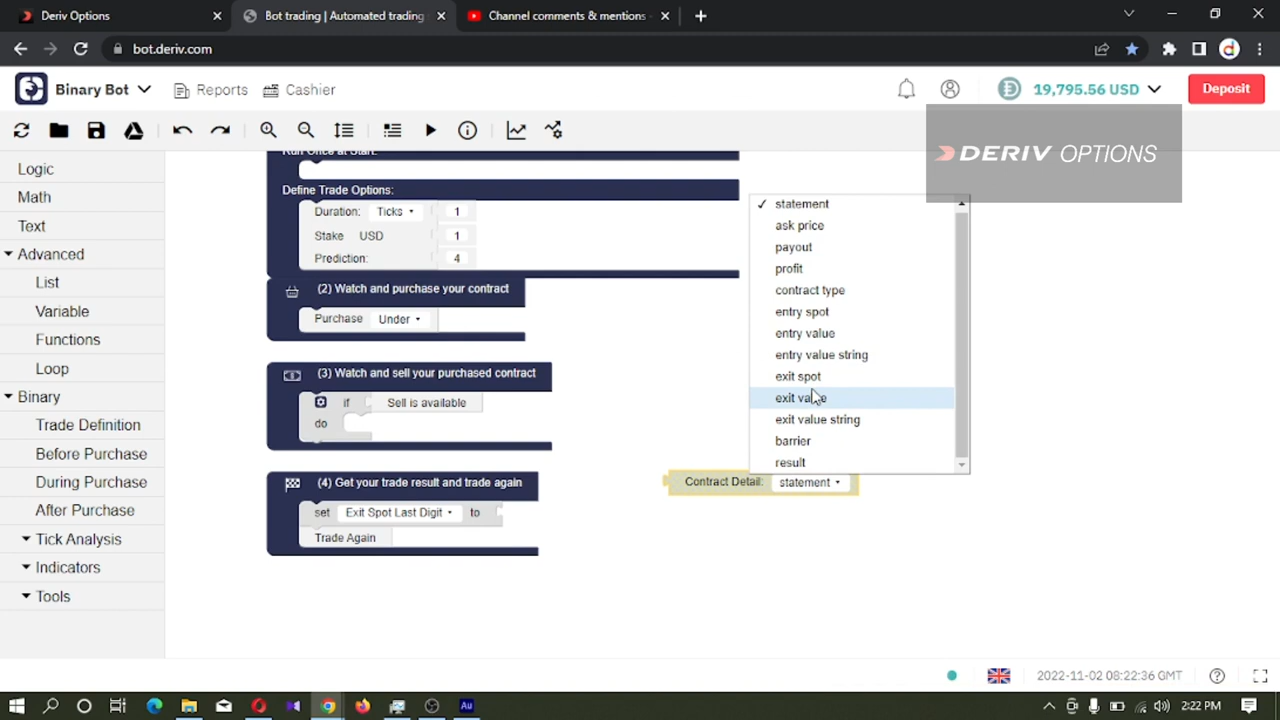 Deriv Options
Bot trading | Automated trading
Channel comments & mentions
bot.deriv.com
Binary Bot
Reports
Cashier
19,795.56 USD
Deposit
DERIV OPTIONS
Logic
Math
Text
Advanced
List
Variable
Functions
Loop
Binary
Trade Definition
Before Purchase
During Purchase
After Purchase
Tick Analysis
Indicators
Tools
Run Once at Start:
Define Trade Options:
Duration: Ticks 1
Stake USD 1
Prediction: 4
(2) Watch and purchase your contract
Purchase Under
(3) Watch and sell your purchased contract
if Sell is available
do
(4) Get your trade result and trade again
set Exit Spot Last Digit to
Trade Again
statement
ask price
payout
profit
contract type
entry spot
entry value
entry value string
exit spot
exit value
exit value string
barrier
result
Contract Detail: statement
2022-11-02 08:22:36 GMT
Au
2:22 PM